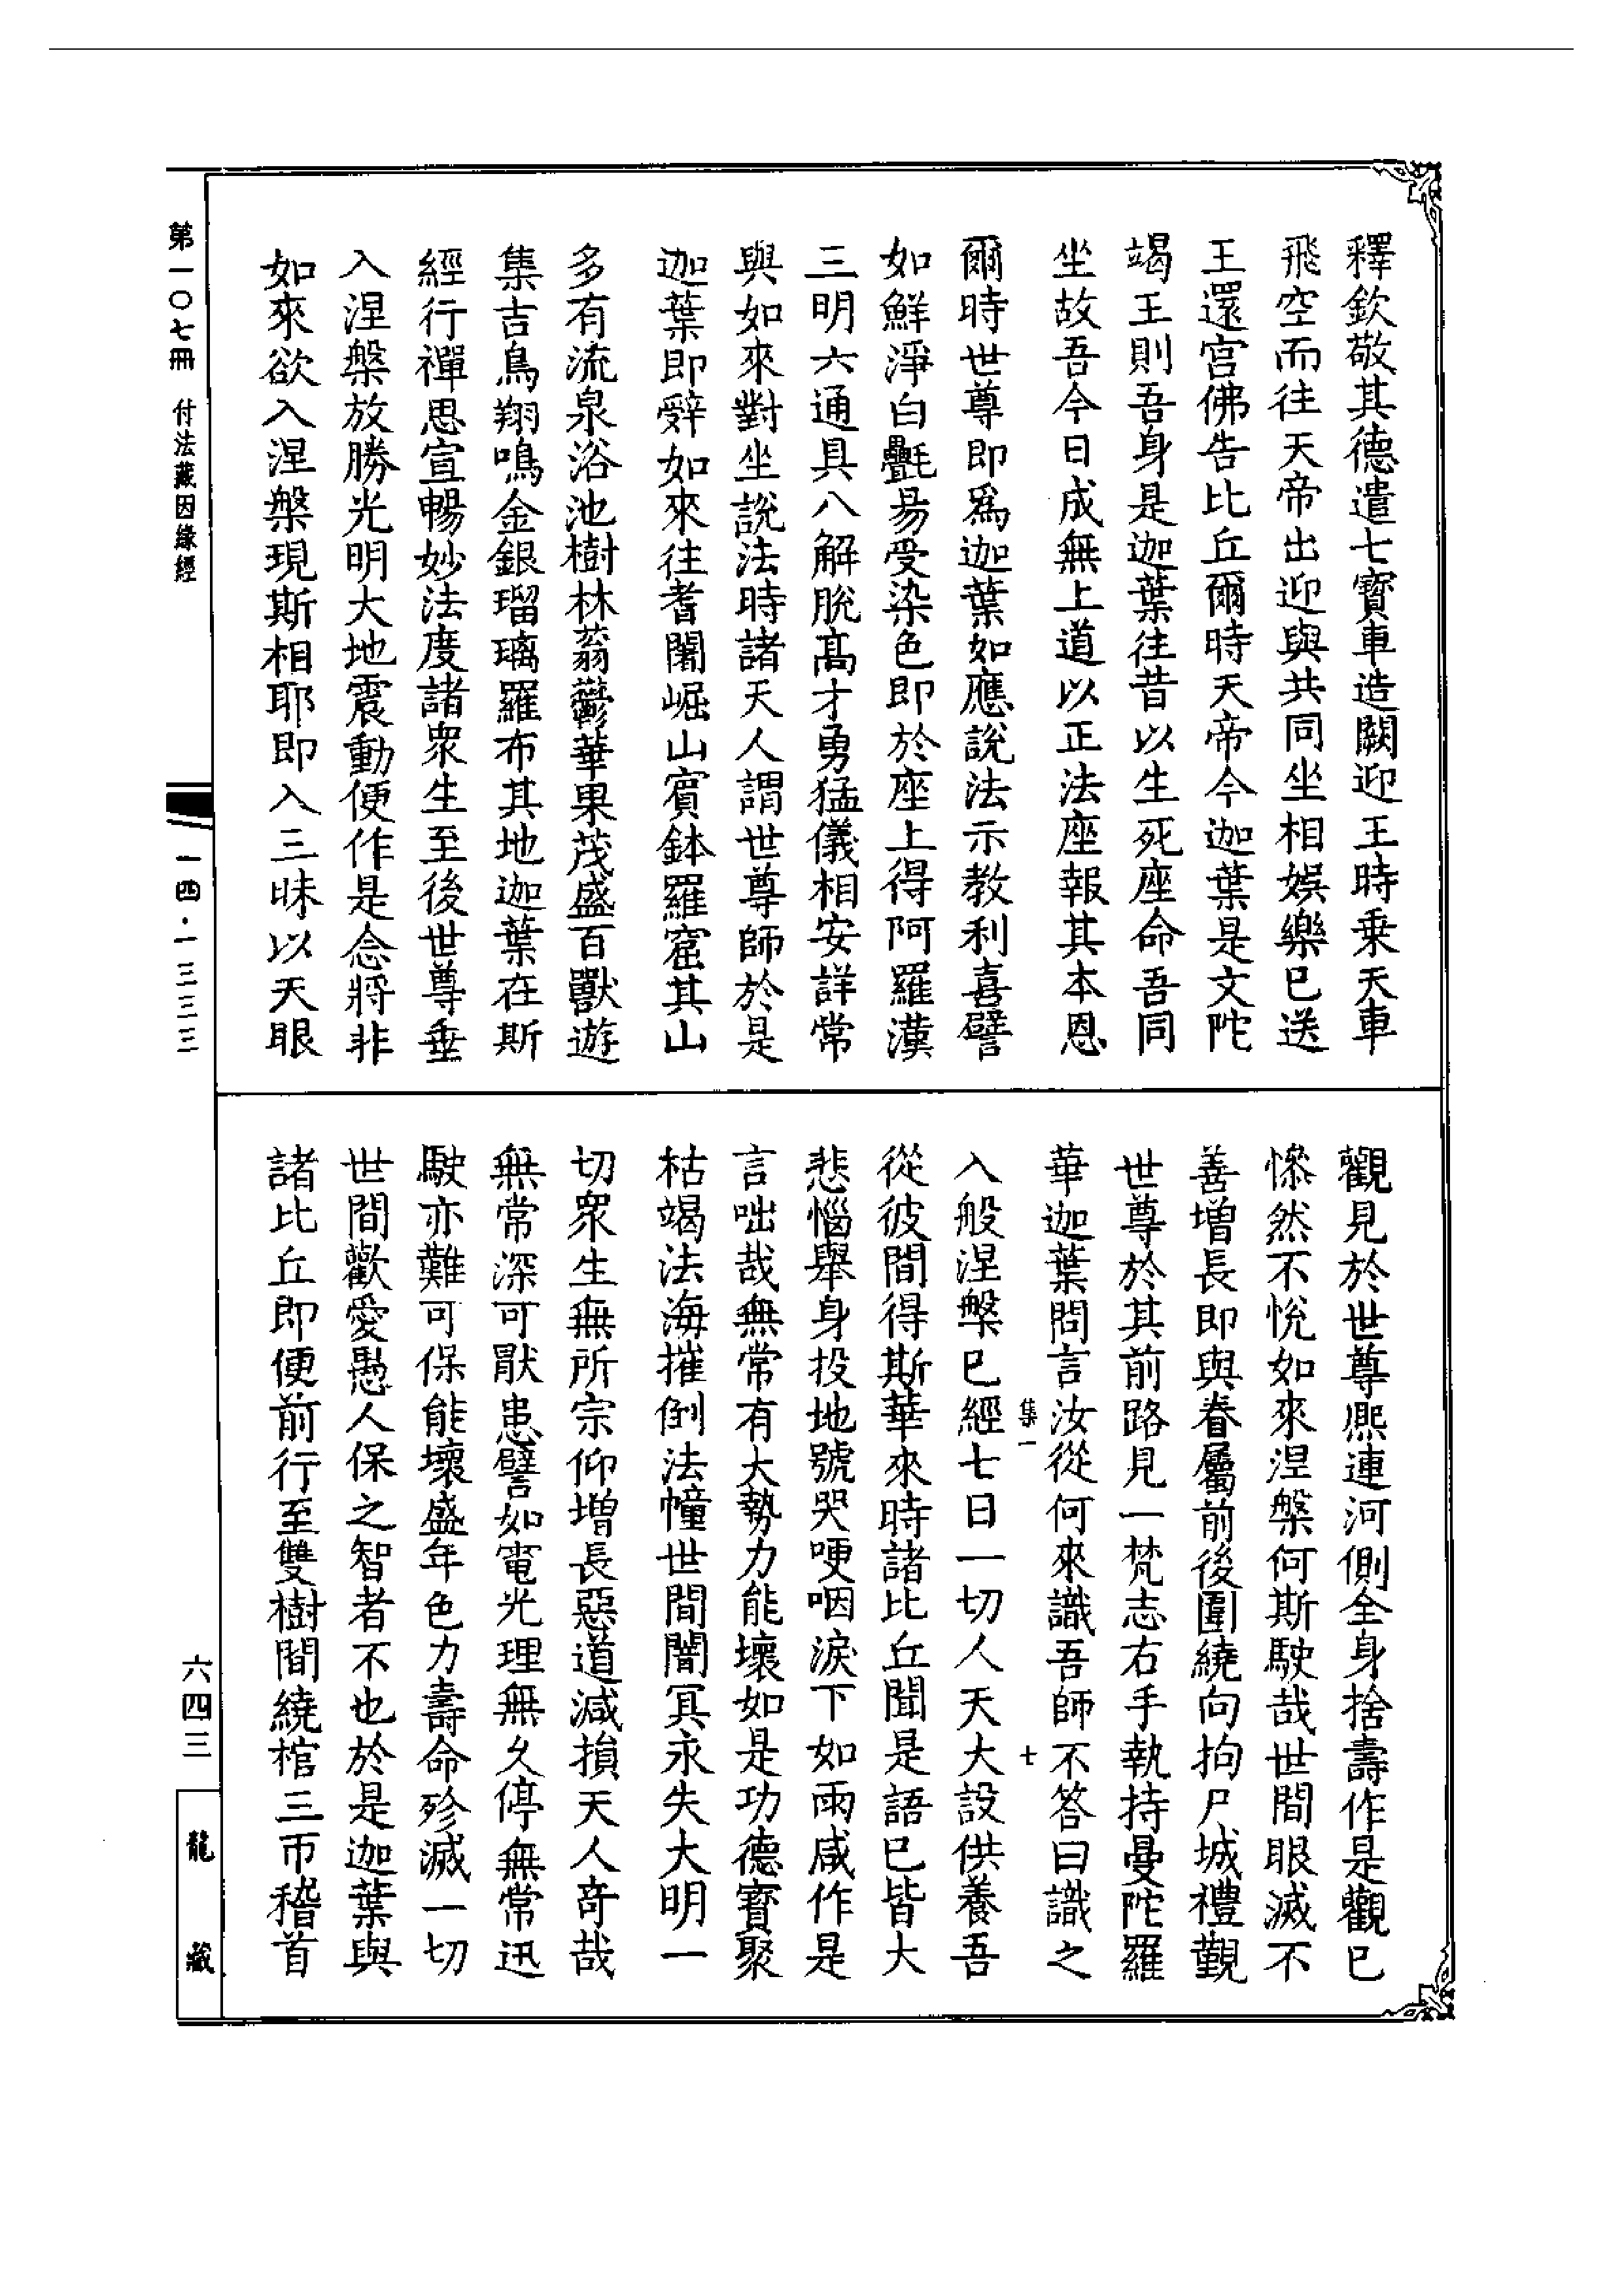 釋欽敬其德遣七寶車造闕迎王時乗天車
飛空而往天帝出迎與共同坐相娛樂已送
王還宮佛告比丘爾時天帝今迦葉是文陀
竭王則吾身是迦葉往昔以生死座命吾同
坐故吾今日成無上道以正法座報其本恩
爾時世尊即爲迦葉如應說法示教利喜譬
如鮮淨白㲲易受染色即於座上得阿羅漢
三明六通具八解脫髙才勇猛儀相安詳常
與如來對坐說法時諸天人謂世尊師於是
迦葉即辭如來往耆闍崛山賓鉢羅窟其山
多有流泉浴池樹林蓊鬱華果茂盛百獸遊
集吉鳥翔鳴金銀瑠璃羅布其地迦葉在斯
經行禪思宣暢妙法度諸衆生至後世尊垂
入涅槃放勝光明大地震動便作是念將非
如來欲入涅槃現斯相耶即入三昧以天眼
觀見於世尊熈連河側全身捨壽作是觀已
慘然不悅如來涅槃何斯駛哉世間眼滅不
善增長即與眷屬前後圍繞向拘尸城禮覲
世尊於其前路見一梵志右手執持曼陀羅
華迦葉問言汝從何來識吾師不答曰識之
集一 七
入般涅槃已經七日一切人天大設供養吾
從彼間得斯華來時諸比丘聞是語已皆大
悲惱舉身投地號哭哽咽淚下如雨咸作是
言咄哉無常有大勢力能壞如是功德寶聚
枯竭法海摧倒法幢世間闇冥永失大明一
切衆生無所宗仰增長惡道減損天人奇哉
無常深可猒患譬如電光理無久停無常迅
駛亦難可保能壞盛年色力壽命殄滅一切
世間歡愛愚人保之智者不也於是迦葉與
諸比丘即便前行至雙樹間繞棺三帀稽首
第一〇七冊 付法藏因緣經
一四·一三三三
六四三
龍藏